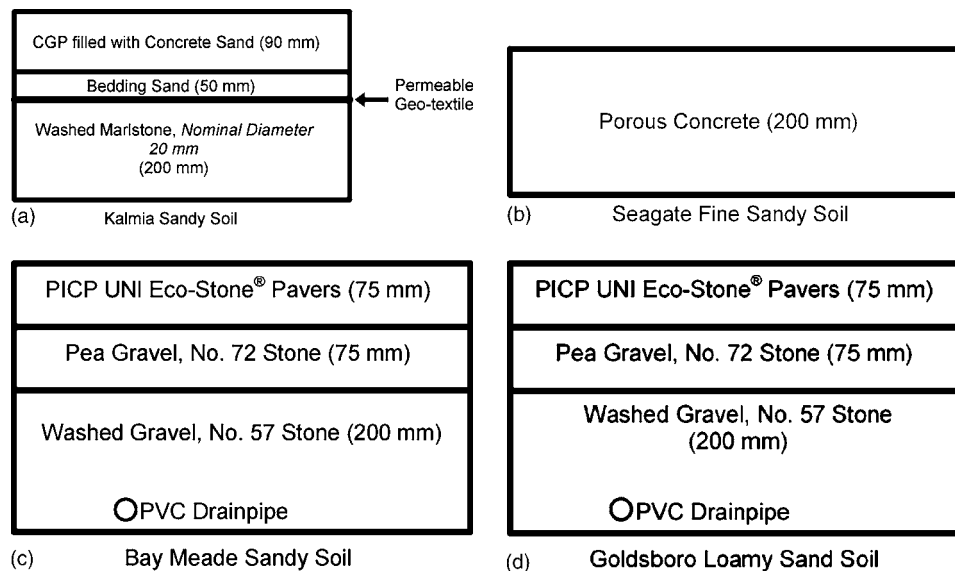 CGP filled with Concrete Sand (90 mm)
Bedding Sand (50 mm)
Permeable
Geo-textile
Washed Marlstone, Nominal Diameter
20 mm
(200 mm)
(a)
Kalmia Sandy Soil
Porous Concrete (200 mm)
(b)
Seagate Fine Sandy Soil
PICP UNI Eco-Stone® Pavers (75 mm)
Pea Gravel, No. 72 Stone (75 mm)
Washed Gravel, No. 57 Stone (200 mm)
PVC Drainpipe
(c)
Bay Meade Sandy Soil
PICP UNI Eco-Stone® Pavers (75 mm)
Pea Gravel, No. 72 Stone (75 mm)
Washed Gravel, No. 57 Stone
(200 mm)
PVC Drainpipe
(d)
Goldsboro Loamy Sand Soil